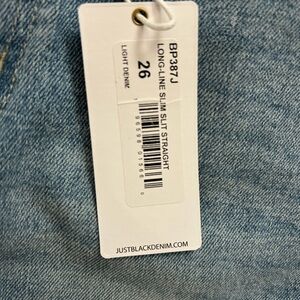 BP387J
LONG-LINE SLIM SLIT STRAIGHT
26
LIGHT DENIM
JUSTBLACKDENIM.COM